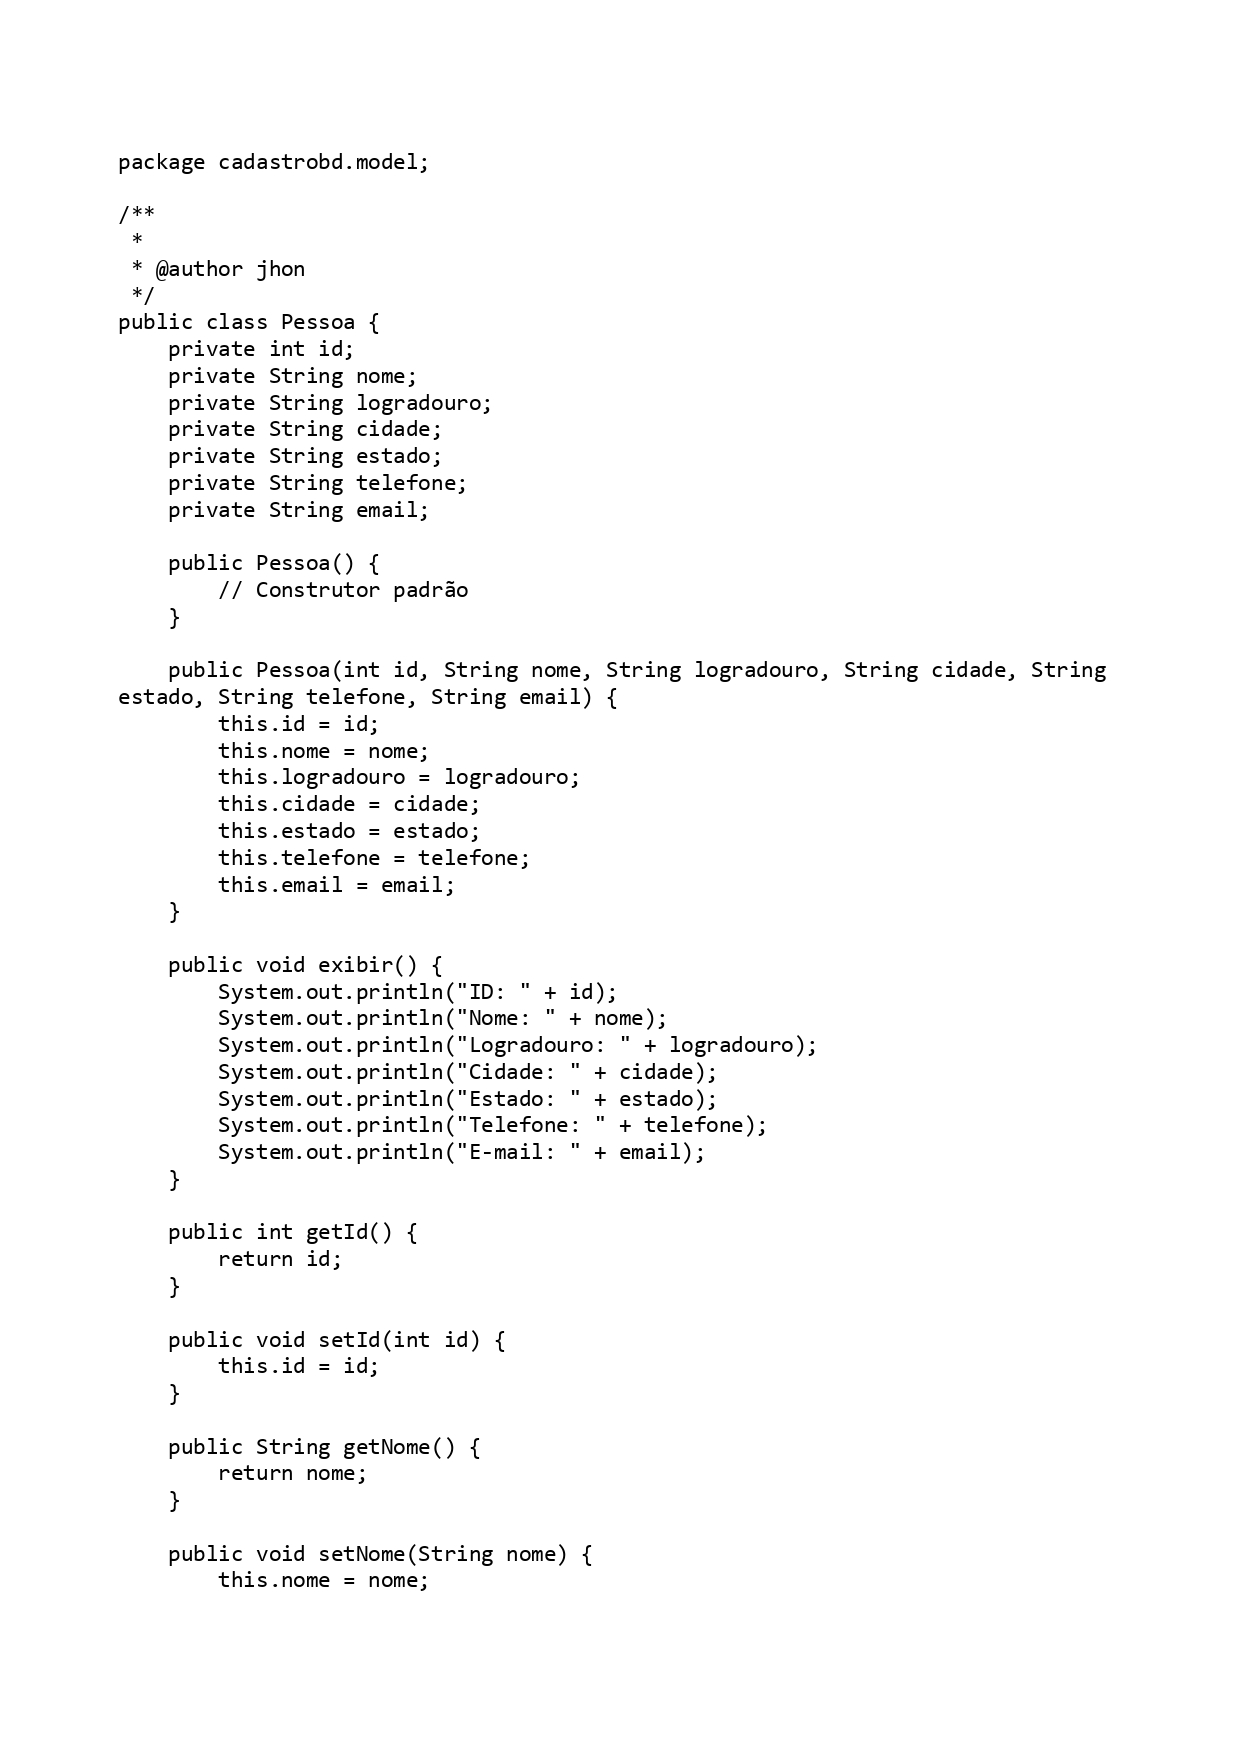 package cadastrobd.model;

/**
 *
 * @author jhon
 */
public class Pessoa {
    private int id;
    private String nome;
    private String logradouro;
    private String cidade;
    private String estado;
    private String telefone;
    private String email;

    public Pessoa() {
        // Construtor padrão
    }

    public Pessoa(int id, String nome, String logradouro, String cidade, String
estado, String telefone, String email) {
        this.id = id;
        this.nome = nome;
        this.logradouro = logradouro;
        this.cidade = cidade;
        this.estado = estado;
        this.telefone = telefone;
        this.email = email;
    }

    public void exibir() {
        System.out.println("ID: " + id);
        System.out.println("Nome: " + nome);
        System.out.println("Logradouro: " + logradouro);
        System.out.println("Cidade: " + cidade);
        System.out.println("Estado: " + estado);
        System.out.println("Telefone: " + telefone);
        System.out.println("E-mail: " + email);
    }

    public int getId() {
        return id;
    }

    public void setId(int id) {
        this.id = id;
    }

    public String getNome() {
        return nome;
    }

    public void setNome(String nome) {
        this.nome = nome;